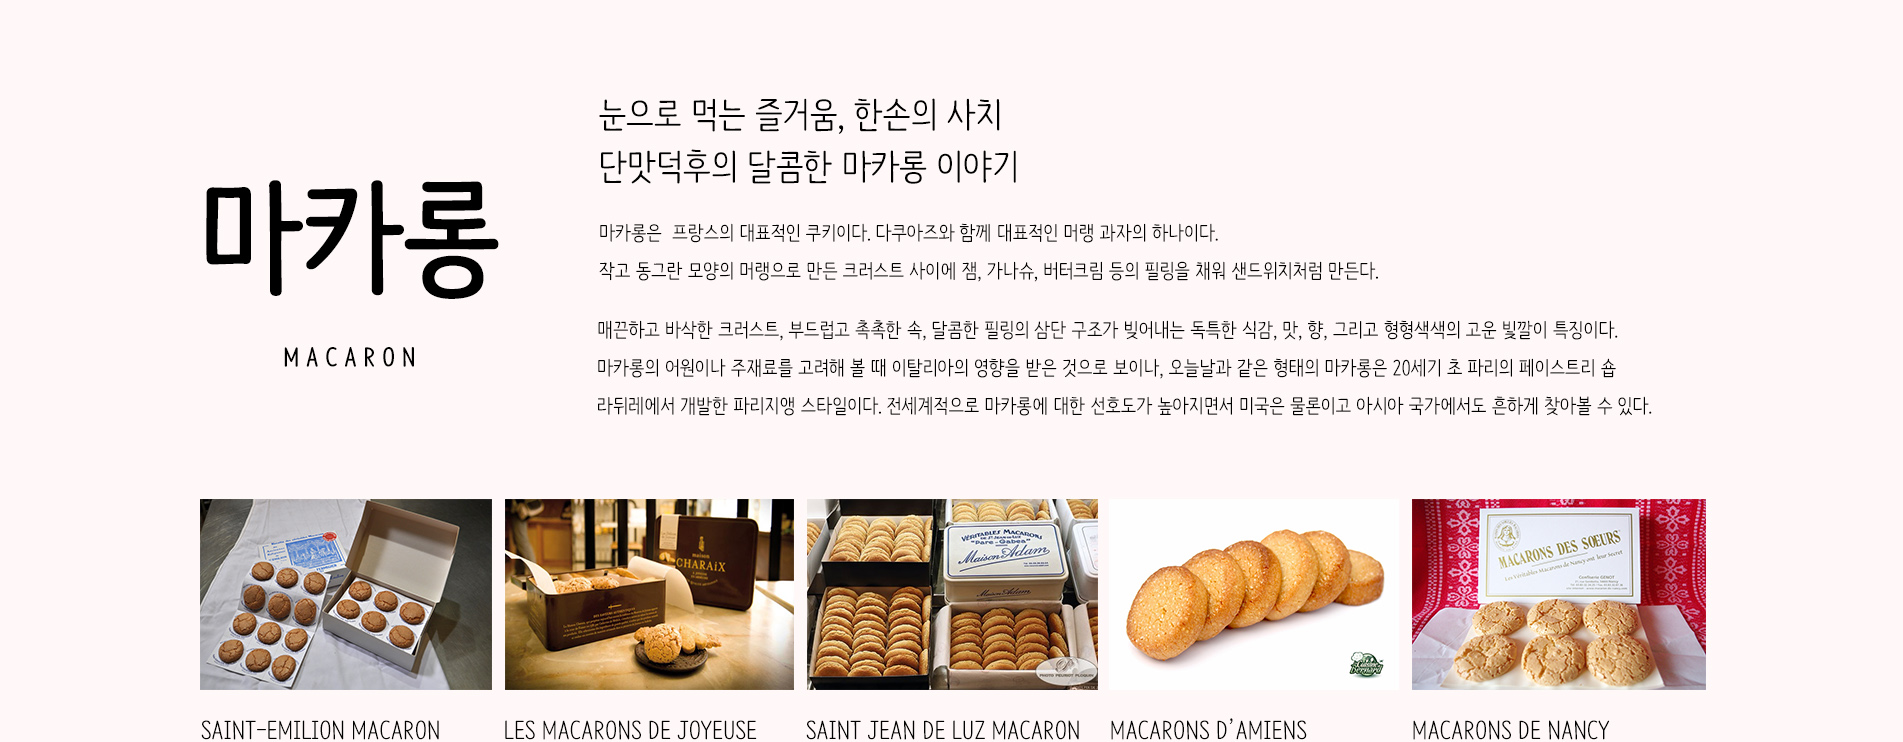 마카롱
MACARON
눈으로 먹는 즐거움, 한손의 사치
단맛덕후의 달콤한 마카롱 이야기
마카롱은 프랑스의 대표적인 쿠키이다. 다쿠아즈와 함께 대표적인 머랭 과자의 하나이다.
작고 동그란 모양의 머랭으로 만든 크러스트 사이에 잼, 가나슈, 버터크림 등의 필링을 채워 샌드위치처럼 만든다.
매끈하고 바삭한 크러스트, 부드럽고 촉촉한 속, 달콤한 필링의 삼단 구조가 빚어내는 독특한 식감, 맛, 향, 그리고 형형색색의 고운 빛깔이 특징이다.
마카롱의 어원이나 주재료를 고려해 볼 때 이탈리아의 영향을 받은 것으로 보이나, 오늘날과 같은 형태의 마카롱은 20세기 초 파리의 페이스트리 숍
라뒤레에서 개발한 파리지앵 스타일이다. 전세계적으로 마카롱에 대한 선호도가 높아지면서 미국은 물론이고 아시아 국가에서도 흔하게 찾아볼 수 있다.
maison
CHARAIX
VÉRITABLES MACARONS
"Pare-Gabea"
Maison Adam
Maison Adam
Cuisine
Bernard
MACARONS DES SŒURS
Les Véritables Macarons de Nancy ont leur Secret
SAINT-EMILION MACARON
LES MACARONS DE JOYEUSE
SAINT JEAN DE LUZ MACARON
MACARONS D'AMIENS
MACARONS DE NANCY